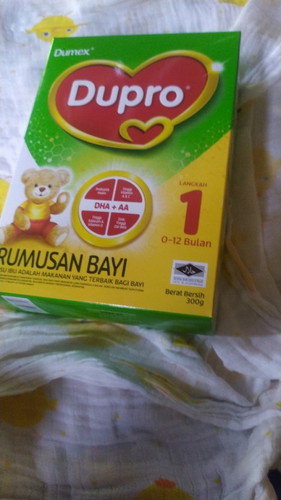 Dumex
Dupro
DHA + AA
LANGKAH
1
0-12 Bulan
RUMUSAN BAYI
SUSU IBU ADALAH MAKANAN YANG TERBAIK BAGI BAYI
Berat Bersih
300g